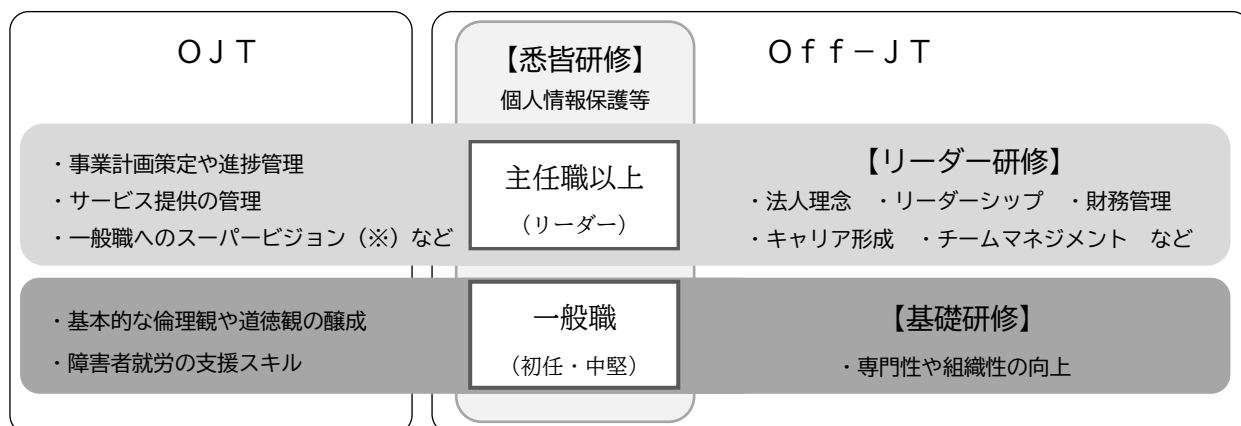 ＯＪＴ
【悉皆研修】
個人情報保護等
Ｏｆｆ－ＪＴ
・事業計画策定や進捗管理
・サービス提供の管理
・一般職へのスーパービジョン（※）など
主任職以上
（リーダー）
【リーダー研修】
・法人理念　・リーダーシップ　・財務管理
・キャリア形成　・チームマネジメント　など
・基本的な倫理観や道徳観の醸成
・障害者就労の支援スキル
一般職
（初任・中堅）
【基礎研修】
・専門性や組織性の向上